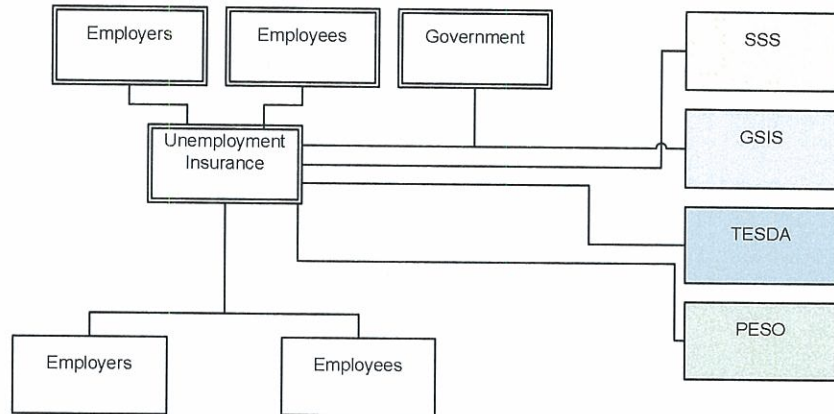 Employers
Employees
Government
SSS
Unemployment
Insurance
GSIS
TESDA
PESO
Employers
Employees